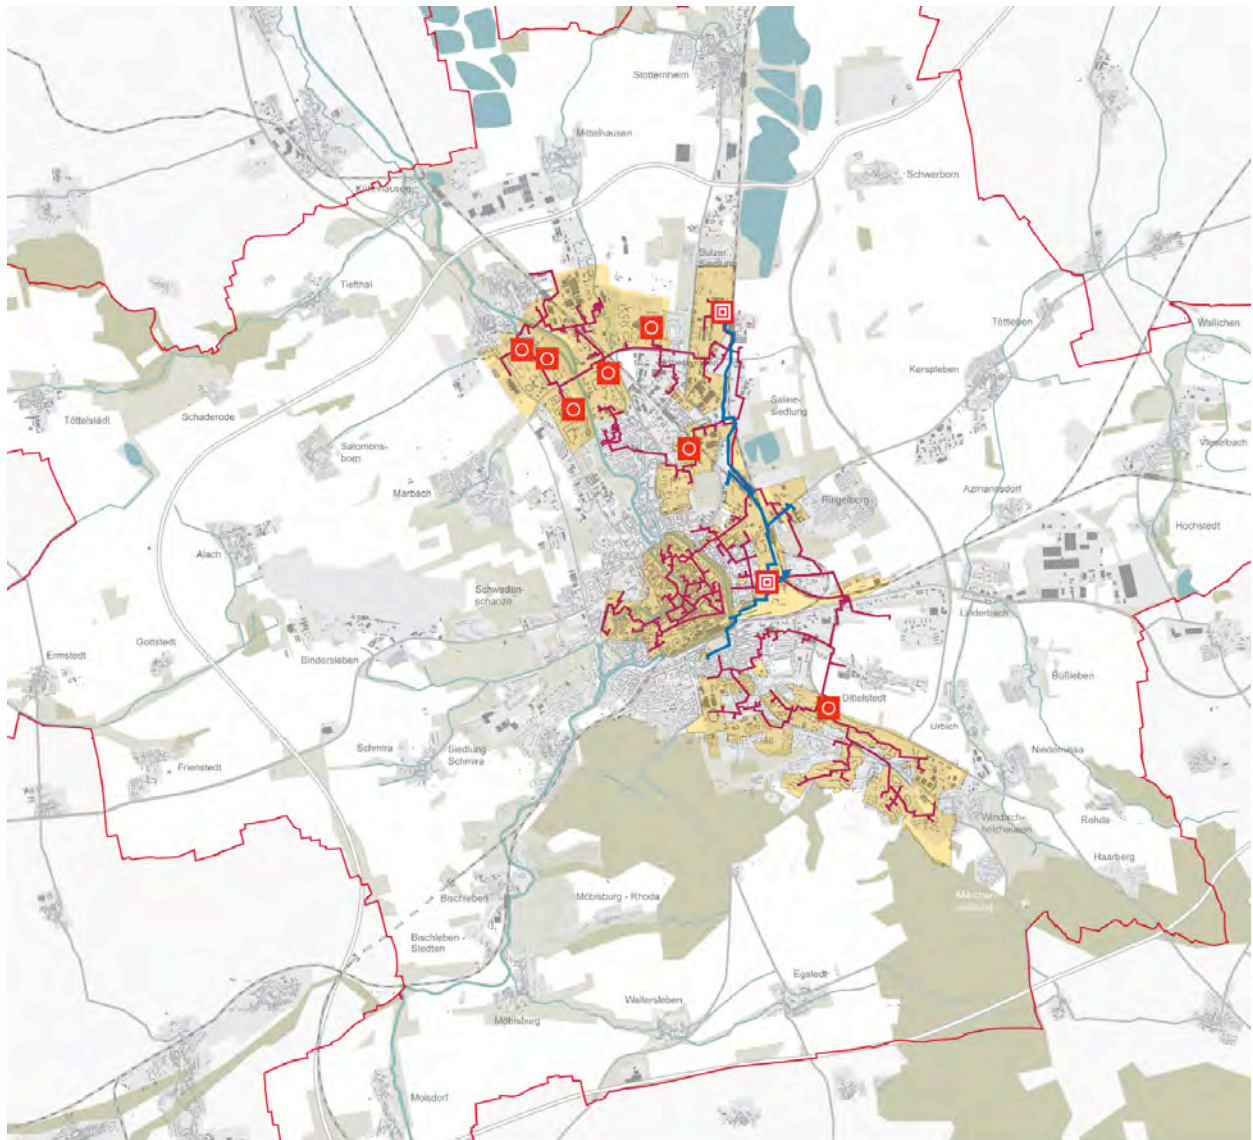 Stotternheim
Mittelhausen
Schwerborn
Kühnhausen
Sulzer
Siedlung
Tiefthal
Töttleben
Wallichen
Kerspleben
Töttelstädt
Schaderode
Saline-
siedlung
Salomons-
born
Vieselbach
Marbach
Ringelberg
Azmannsdorf
Hochstedt
Alach
Schweden-
schanze
Linderbach
Gottstedt
Ermstedt
Bindersleben
Büßleben
Dittelstedt
Urbich
Schmira
Siedlung
Schmira
Niedernissa
Frienstedt
Windisch-
holzhausen
Rohda
Haarberg
Bischleben
Möbisburg - Rhoda
Bischleben -
Stedten
Egstedt
Waltersleben
Möbisburg
Molsdorf